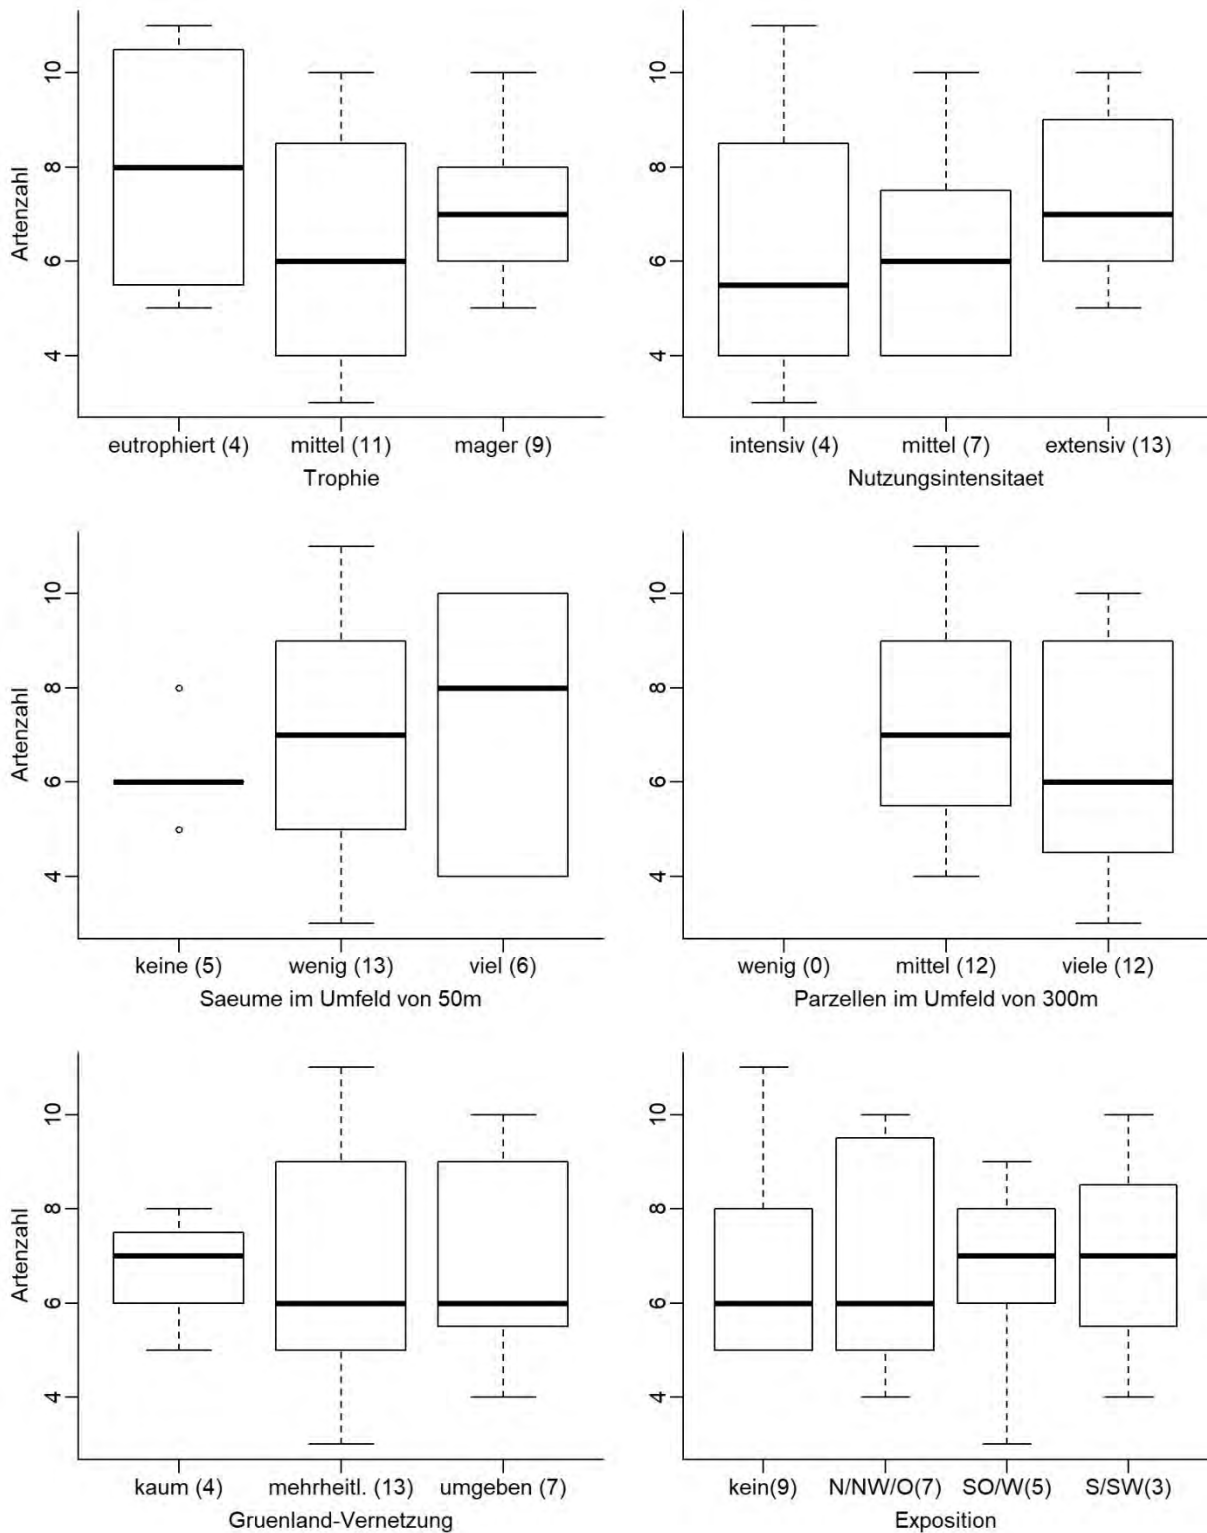 Artenzahl
10
8
6
4
eutrophiert (4) mittel (11) mager (9)
Trophie
10
8
6
4
intensiv (4) mittel (7) extensiv (13)
Nutzungsintensitaet
Artenzahl
10
8
6
4
keine (5) wenig (13) viel (6)
Saeume im Umfeld von 50m
10
8
6
4
wenig (0) mittel (12) viele (12)
Parzellen im Umfeld von 300m
Artenzahl
10
8
6
4
kaum (4) mehrheitl. (13) umgeben (7)
Gruenland-Vernetzung
10
8
6
4
kein(9) N/NW/O(7) SO/W(5) S/SW(3)
Exposition